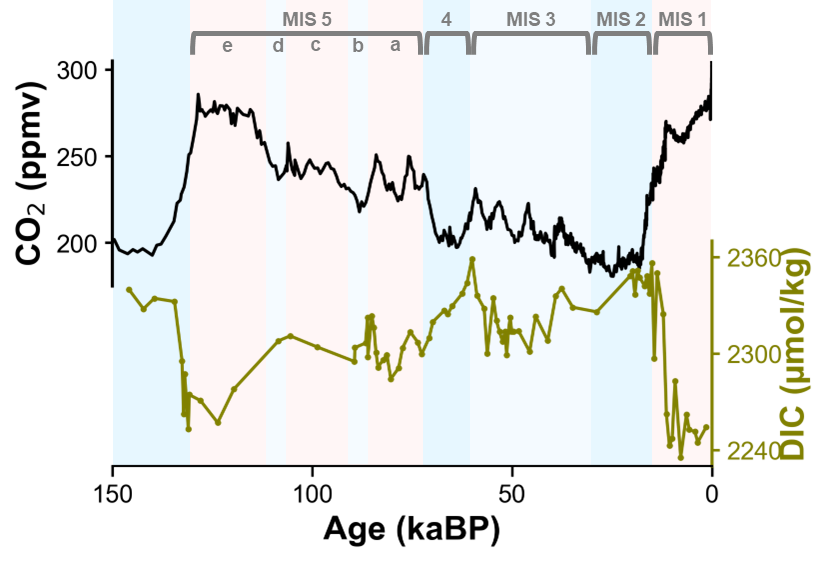 MIS 5 4 MIS 3 MIS 2 MIS 1
e d c b a
300
250
200
CO₂ (ppmv)
2360
2300
2240
DIC (μmol/kg)
150 100 50 0
Age (kaBP)